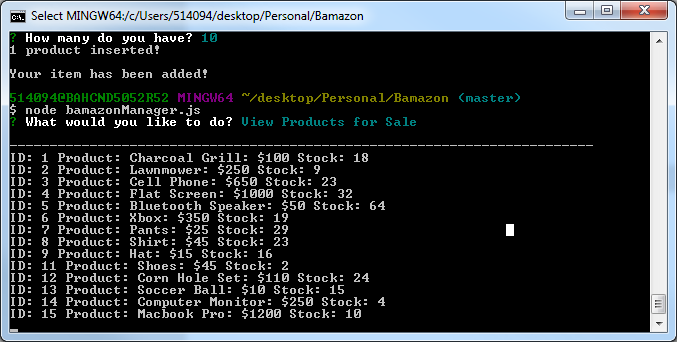 Select MINGW64:/c/Users/514094/desktop/Personal/Bamazon
? How many do you have? 10
1 product inserted!
Your item has been added!
514094@BAHCND5052R52 MINGW64 ~/desktop/Personal/Bamazon (master)
$ node bamazonManager.js
? What would you like to do? View Products for Sale
ID: 1 Product: Charcoal Grill: $100 Stock: 18
ID: 2 Product: Lawnmower: $250 Stock: 9
ID: 3 Product: Cell Phone: $650 Stock: 23
ID: 4 Product: Flat Screen: $1000 Stock: 32
ID: 5 Product: Bluetooth Speaker: $50 Stock: 64
ID: 6 Product: Xbox: $350 Stock: 19
ID: 7 Product: Pants: $25 Stock: 29
ID: 8 Product: Shirt: $45 Stock: 23
ID: 9 Product: Hat: $15 Stock: 16
ID: 11 Product: Shoes: $45 Stock: 2
ID: 12 Product: Corn Hole Set: $110 Stock: 24
ID: 13 Product: Soccer Ball: $10 Stock: 15
ID: 14 Product: Computer Monitor: $250 Stock: 4
ID: 15 Product: Macbook Pro: $1200 Stock: 10